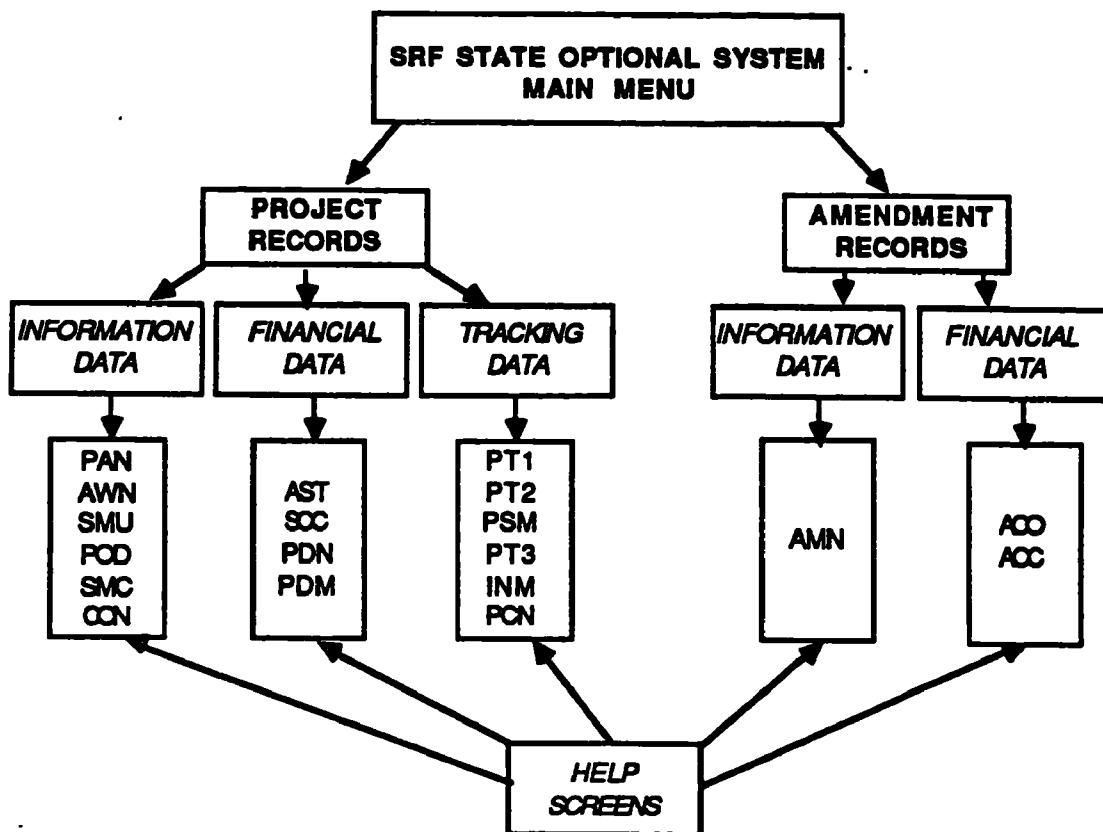 SRF STATE OPTIONAL SYSTEM
MAIN MENU
PROJECT
RECORDS
AMENDMENT
RECORDS
INFORMATION
DATA
FINANCIAL
DATA
TRACKING
DATA
INFORMATION
DATA
FINANCIAL
DATA
PAN
AWN
SMU
POD
SMC
CON
AST
SOC
PDN
PDM
PT1
PT2
PSM
PT3
INM
PCN
AMN
ACO
ACC
HELP
SCREENS